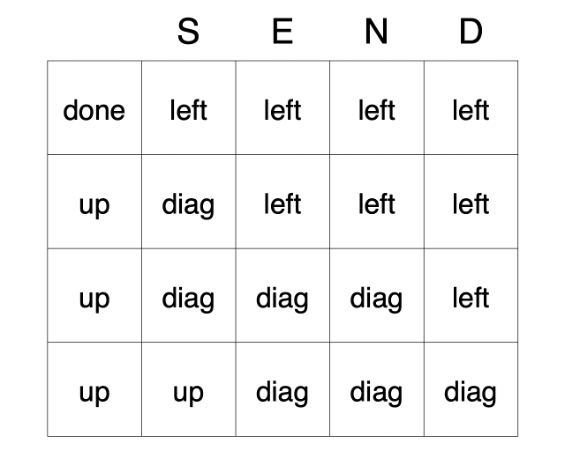 S E N D
done left left left left
up diag left left left
up diag diag diag left
up up diag diag diag